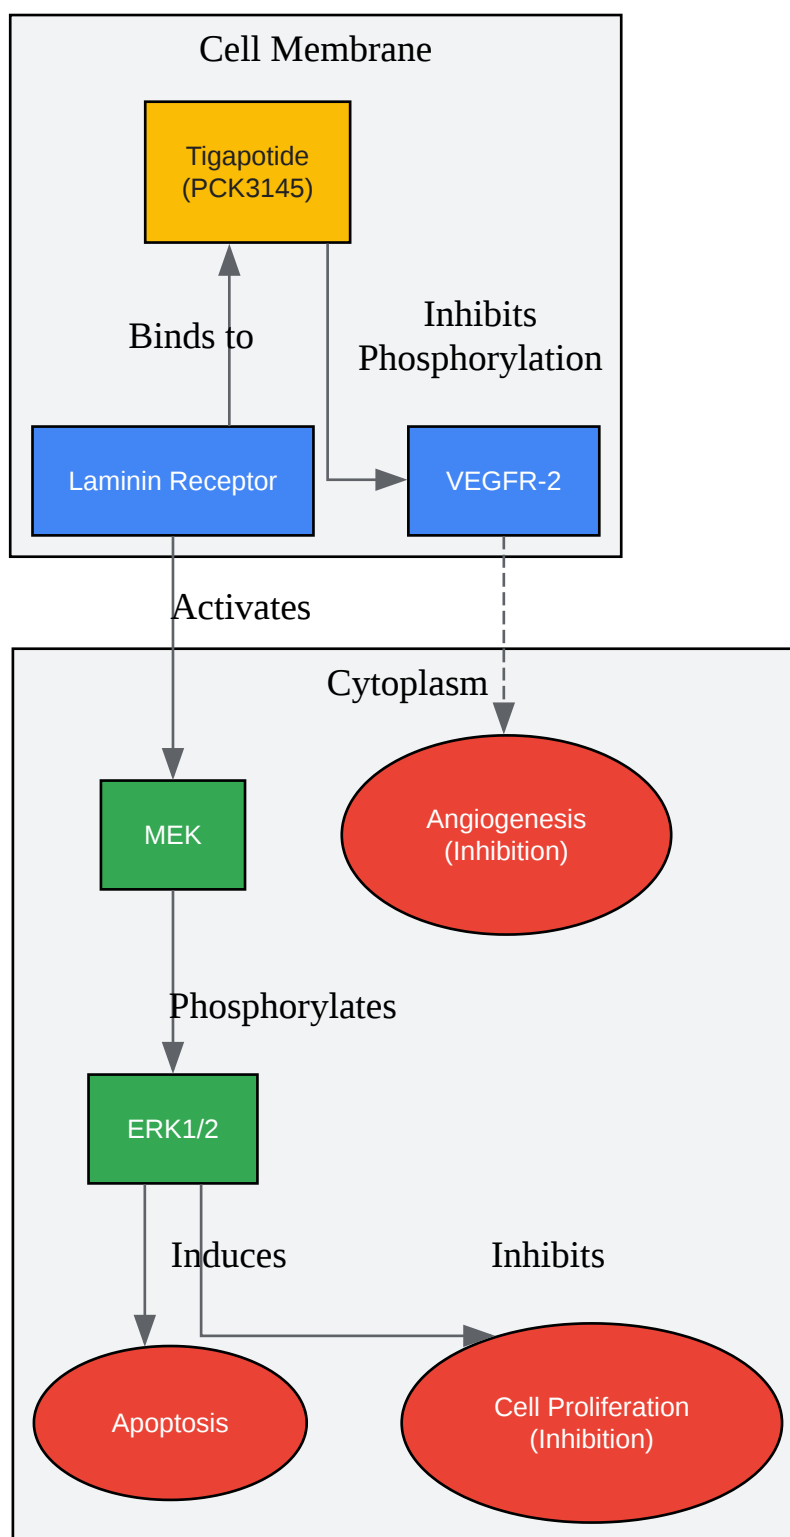 Cell Membrane
Tigapotide
(PCK3145)
Binds to
Inhibits
Phosphorylation
Laminin Receptor
VEGFR-2
Activates
Cytoplasm
MEK
Angiogenesis
(Inhibition)
Phosphorylates
ERK1/2
Induces
Inhibits
Apoptosis
Cell Proliferation
(Inhibition)